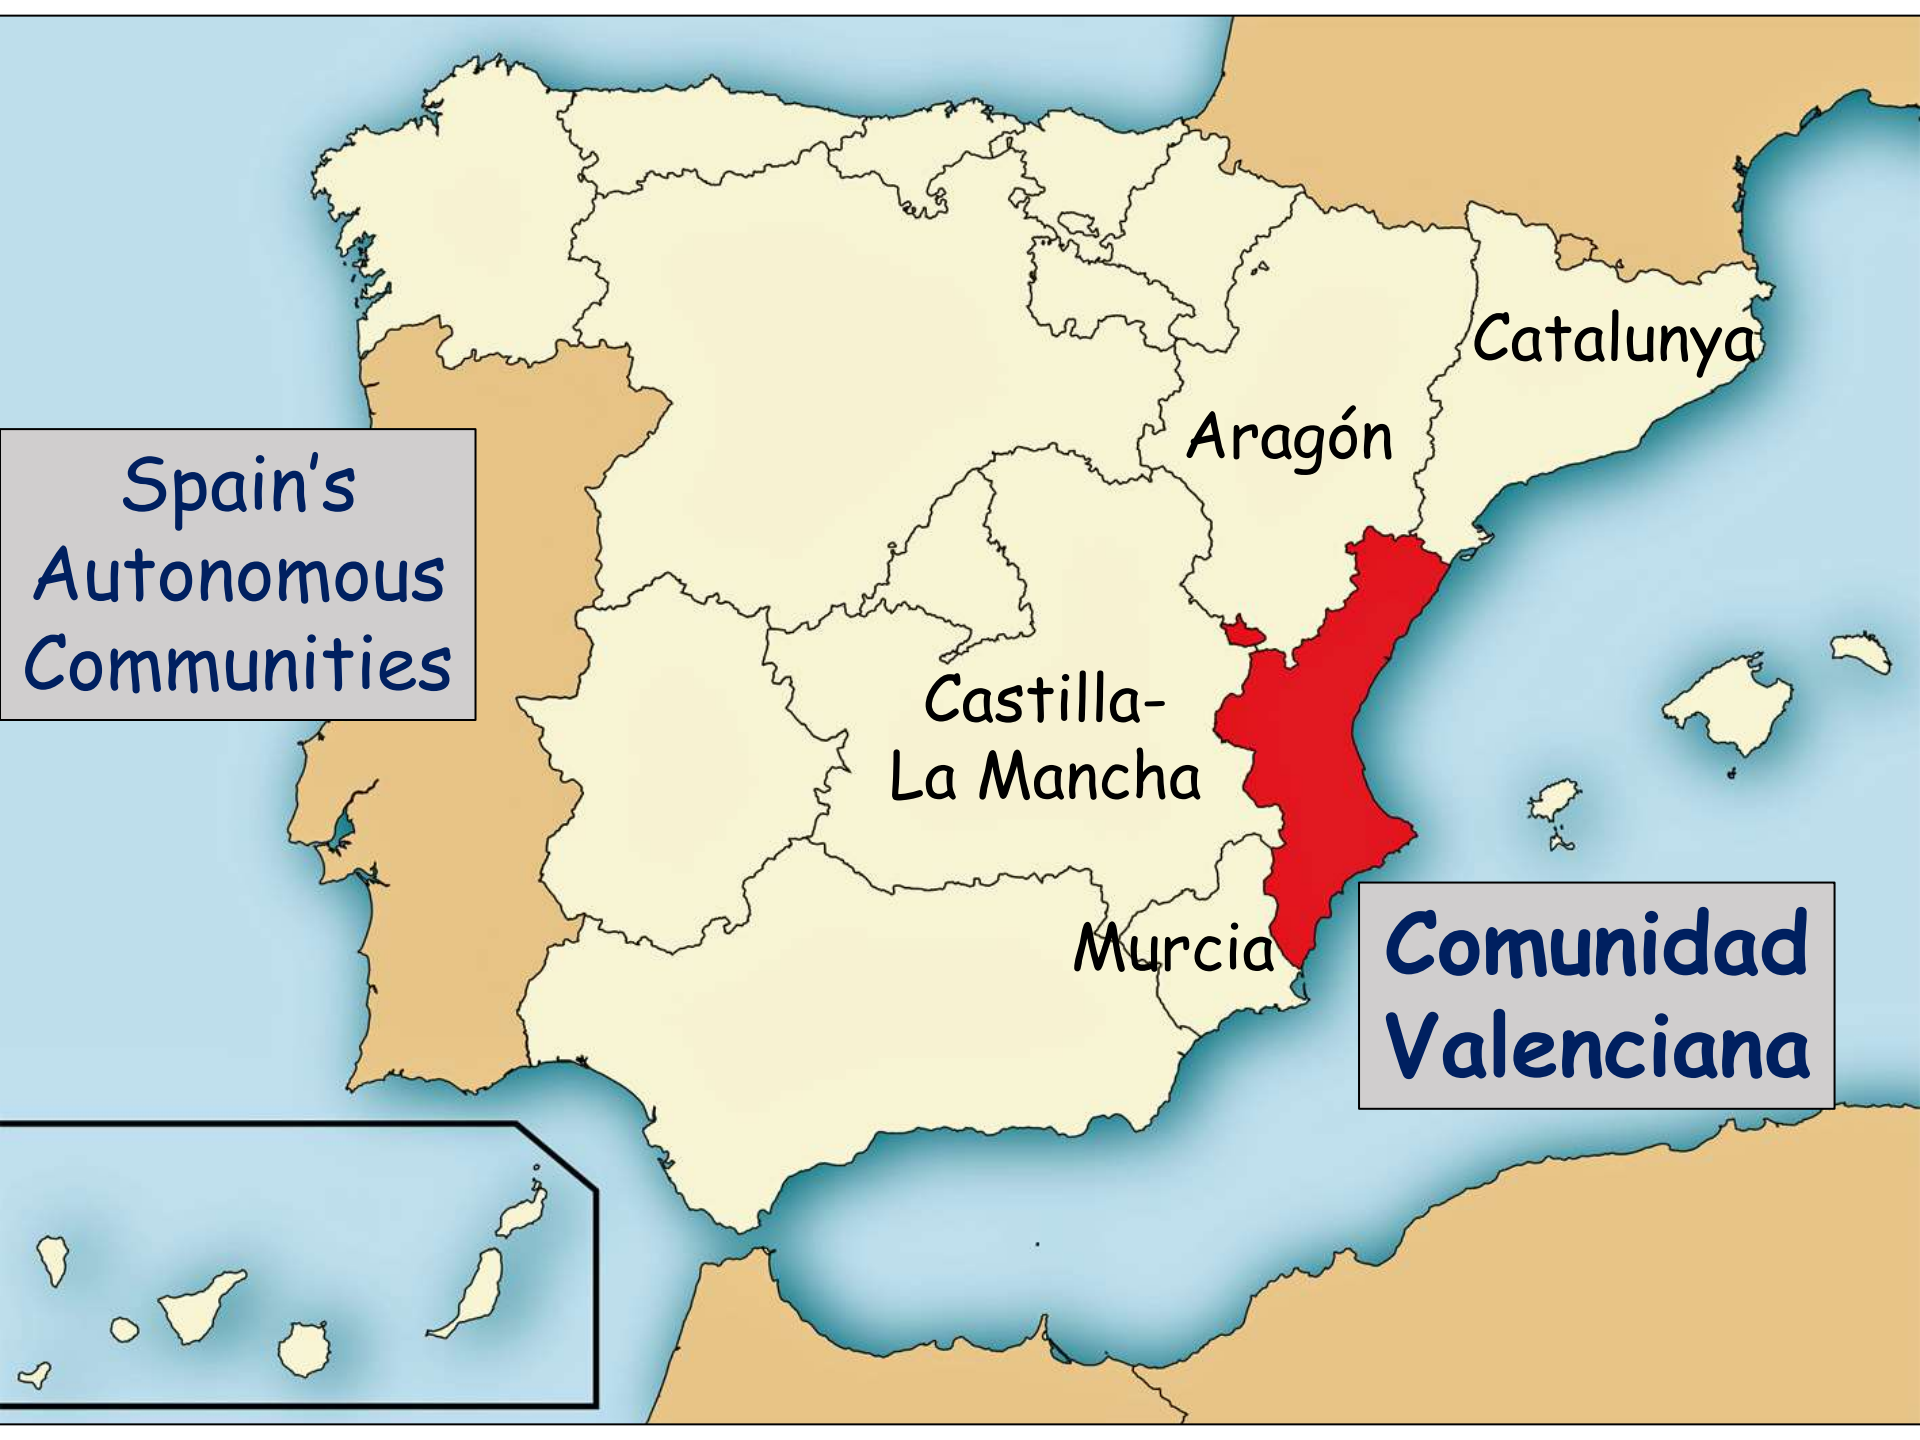 Catalunya
Aragón
Spain's
Autonomous
Communities
Castilla-
La Mancha
Murcia
Comunidad
Valenciana